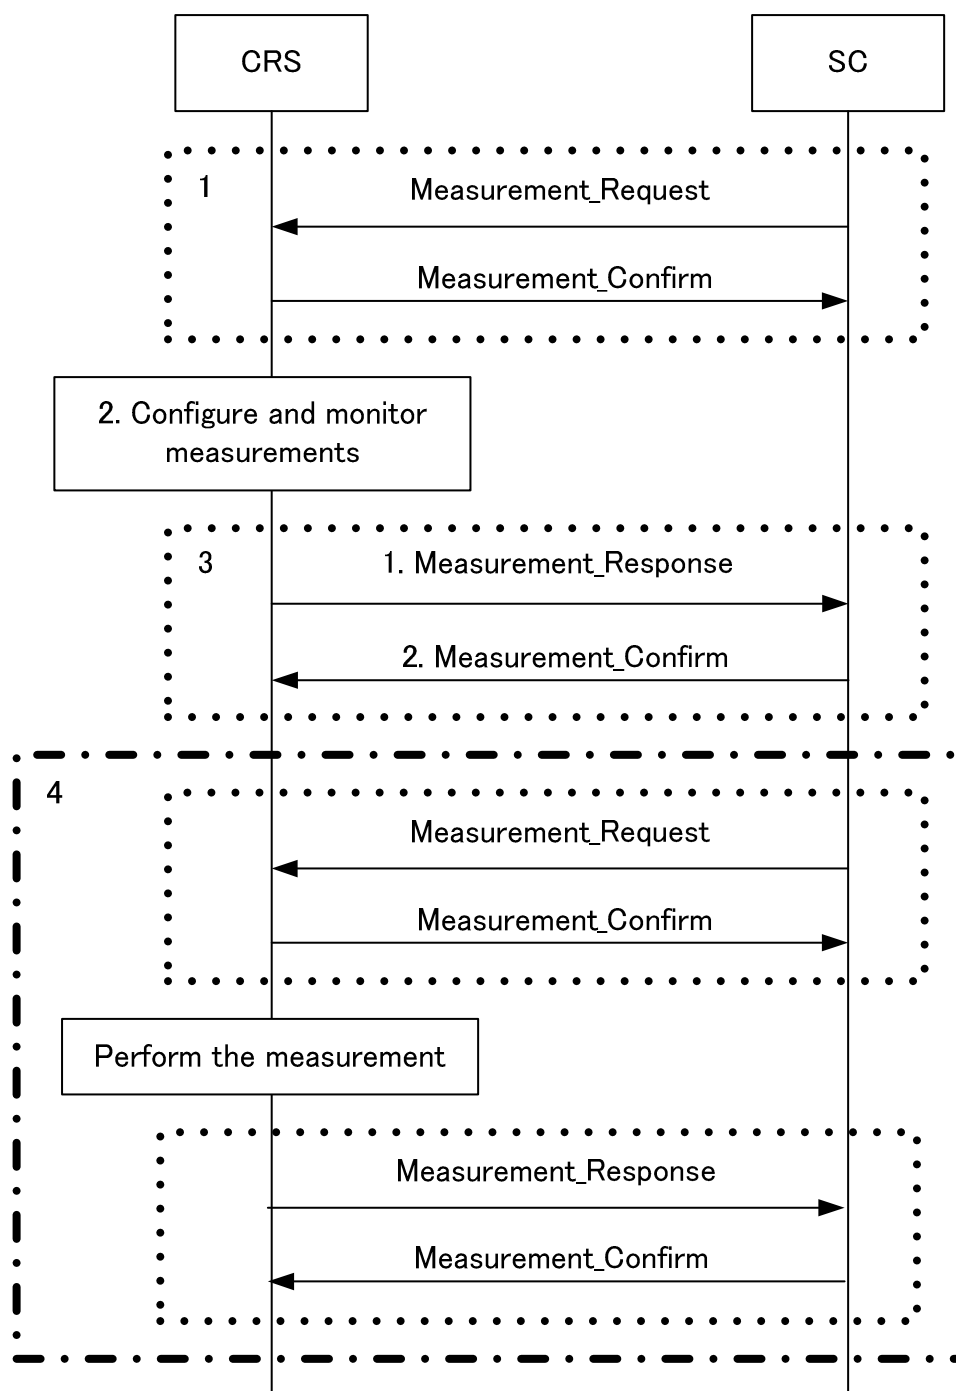 CRS
SC
1
Measurement_Request
Measurement_Confirm
2. Configure and monitor
measurements
3
1. Measurement_Response
2. Measurement_Confirm
4
Measurement_Request
Measurement_Confirm
Perform the measurement
Measurement_Response
Measurement_Confirm